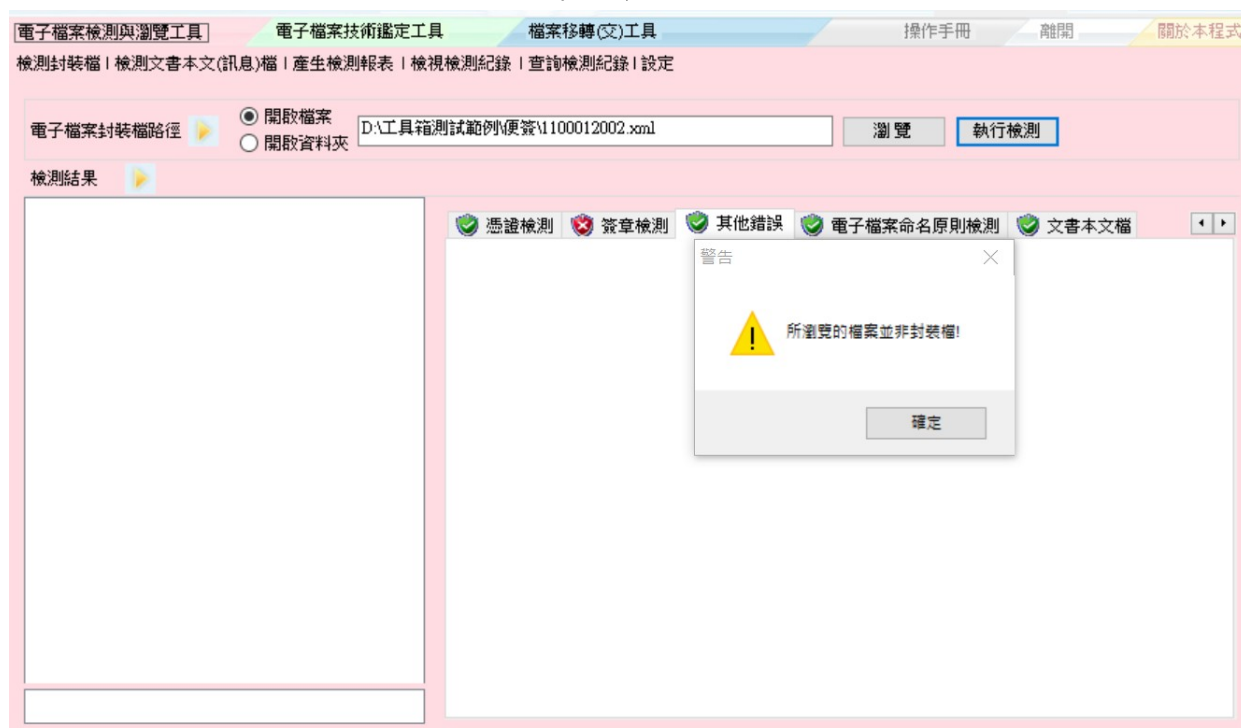 電子檔案檢測與瀏覽工具 電子檔案技術鑑定工具 檔案移轉(交)工具 操作手冊 離開 關於本程式
檢測封裝檔 | 檢測文書本文(訊息)檔 | 產生檢測報表 | 檢視檢測紀錄 | 查詢檢測紀錄 | 設定
電子檔案封裝檔路徑 開啟檔案 D:\工具箱測試範例\便簽\1100012002.xml 瀏覽 執行檢測
開啟資料夾
檢測結果
憑證檢測 簽章檢測 其他錯誤 電子檔案命名原則檢測 文書本文檔
警告
所瀏覽的檔案並非封裝檔!
確定